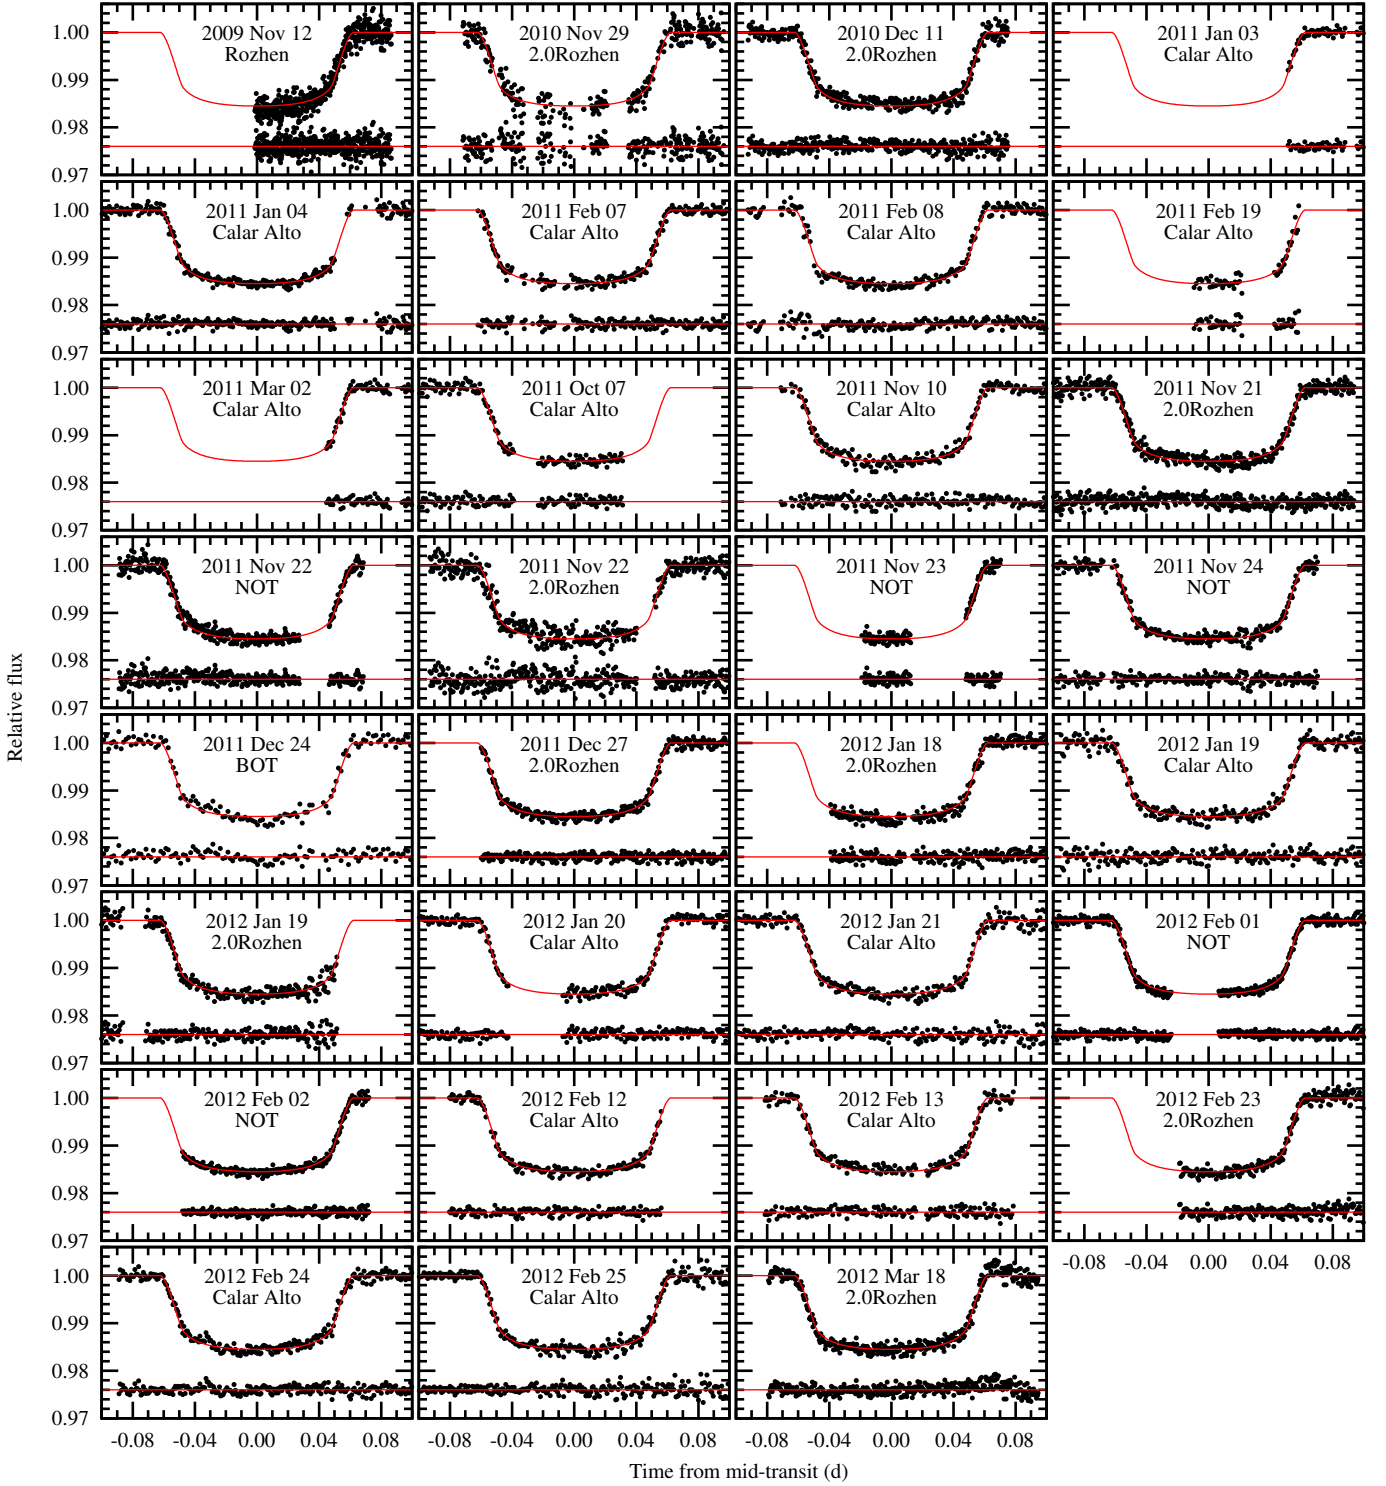 2009 Nov 12
Rozhen
2010 Nov 29
2.0Rozhen
2010 Dec 11
2.0Rozhen
2011 Jan 03
Calar Alto
1.00
0.99
0.98
0.97
2011 Jan 04
Calar Alto
2011 Feb 07
Calar Alto
2011 Feb 08
Calar Alto
2011 Feb 19
Calar Alto
1.00
0.99
0.98
0.97
2011 Mar 02
Calar Alto
2011 Oct 07
Calar Alto
2011 Nov 10
Calar Alto
2011 Nov 21
2.0Rozhen
1.00
0.99
0.98
0.97
2011 Nov 22
NOT
2011 Nov 22
2.0Rozhen
2011 Nov 23
NOT
2011 Nov 24
NOT
1.00
0.99
0.98
0.97
Relative flux
2011 Dec 24
BOT
2011 Dec 27
2.0Rozhen
2012 Jan 18
2.0Rozhen
2012 Jan 19
Calar Alto
1.00
0.99
0.98
0.97
2012 Jan 19
2.0Rozhen
2012 Jan 20
Calar Alto
2012 Jan 21
Calar Alto
2012 Feb 01
NOT
1.00
0.99
0.98
0.97
2012 Feb 02
NOT
2012 Feb 12
Calar Alto
2012 Feb 13
Calar Alto
2012 Feb 23
2.0Rozhen
1.00
0.99
0.98
0.97
-0.08 -0.04 0.00 0.04 0.08
2012 Feb 24
Calar Alto
2012 Feb 25
Calar Alto
2012 Mar 18
2.0Rozhen
1.00
0.99
0.98
0.97
-0.08 -0.04 0.00 0.04 0.08 -0.08 -0.04 0.00 0.04 0.08 -0.08 -0.04 0.00 0.04 0.08
Time from mid-transit (d)